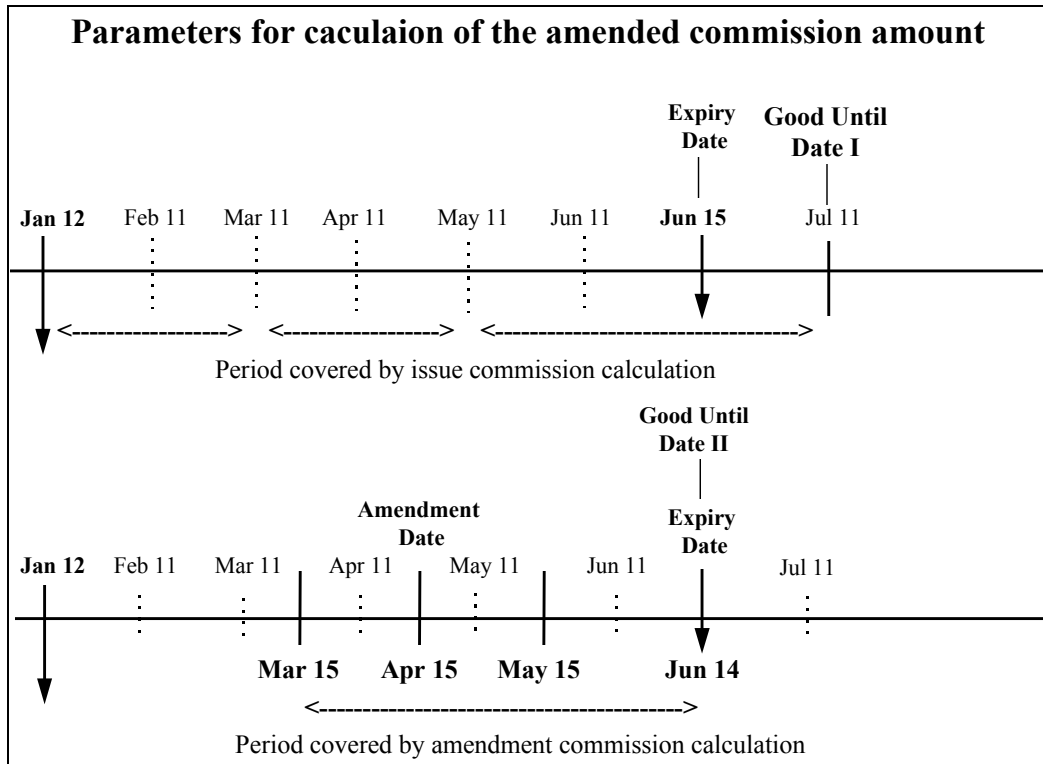 Parameters for caculaion of the amended commission amount
Expiry
Date
Good Until
Date I
Jan 12 Feb 11 Mar 11 Apr 11 May 11 Jun 11 Jun 15 Jul 11
<-----------------> <-----------------> <-------------------------------->
Period covered by issue commission calculation
Good Until
Date II
Amendment
Date
Expiry
Date
Jan 12 Feb 11 Mar 11 Apr 11 May 11 Jun 11 Jul 11
Mar 15 Apr 15 May 15 Jun 14
<--------------------------------------->
Period covered by amendment commission calculation